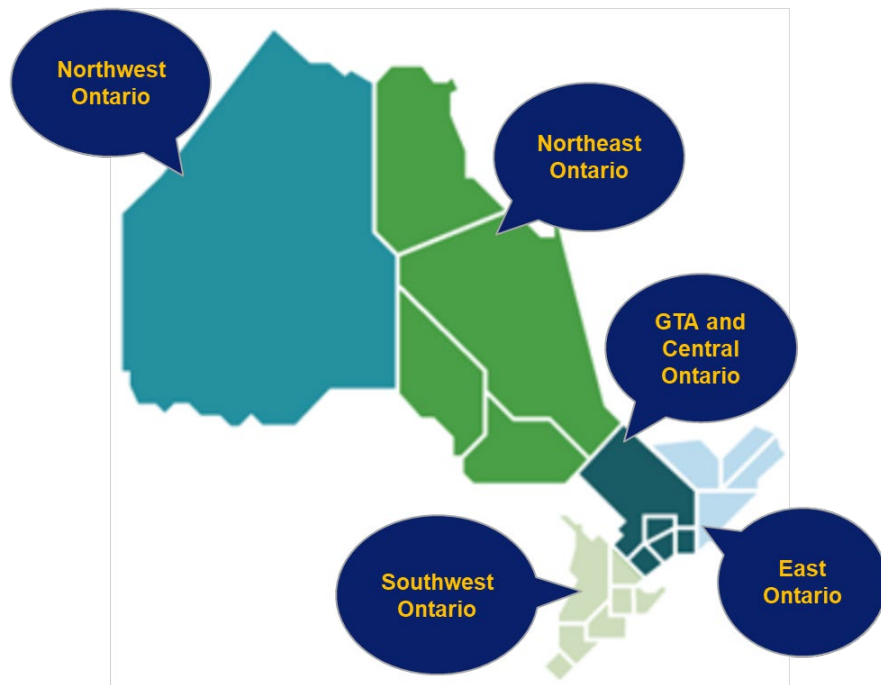 Northwest
Ontario
Northeast
Ontario
GTA and
Central
Ontario
Southwest
Ontario
East
Ontario